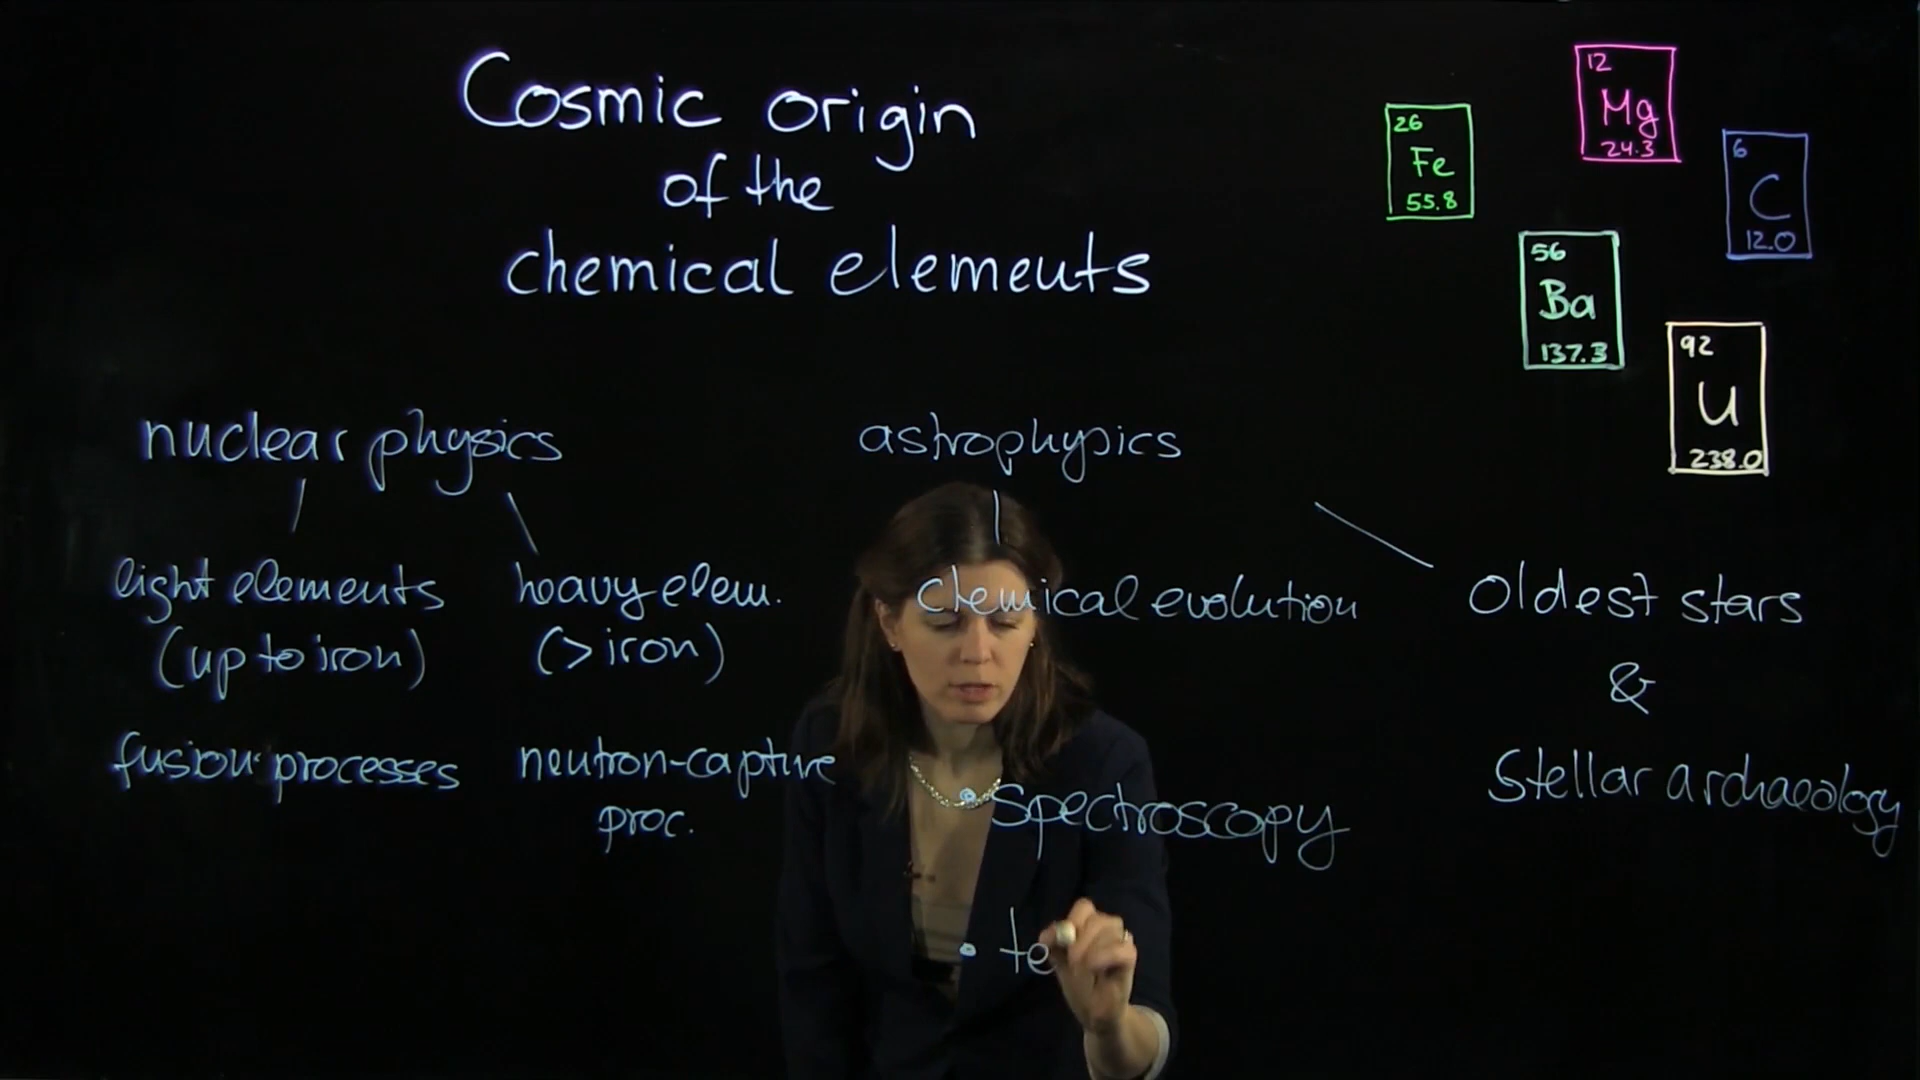 Cosmic origin
of the
chemical elements
26
Fe
55.8
12
Mg
24.3
6
C
12.0
56
Ba
137.3
92
U
238.0
nuclear physics
light elements
(up to iron)
fusion processes
heavy elem.
(> iron)
neutron-capture
proc.
astrophysics
chemical evolution
• spectroscopy
• te
oldest stars
&
stellar archaeology